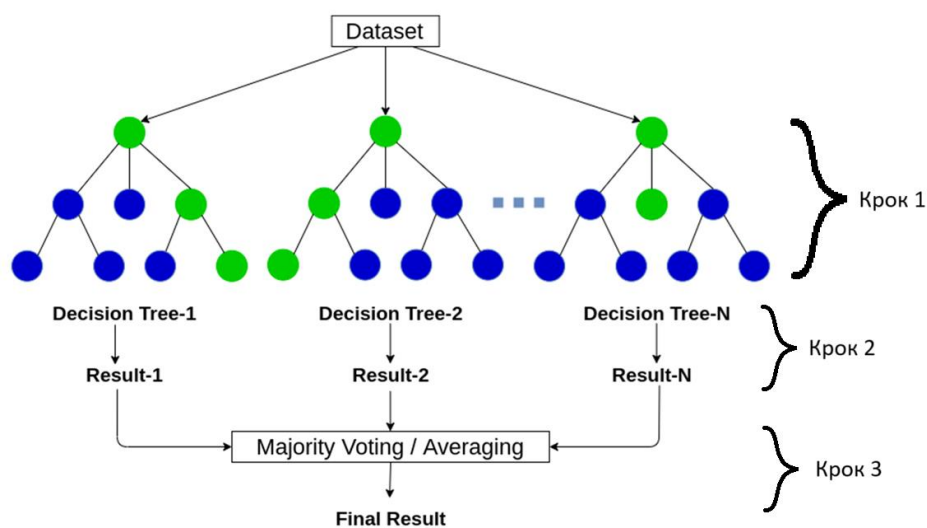 Dataset
Крок 1
Decision Tree-1
Decision Tree-2
Decision Tree-N
Крок 2
Result-1
Result-2
Result-N
Majority Voting / Averaging
Крок 3
Final Result